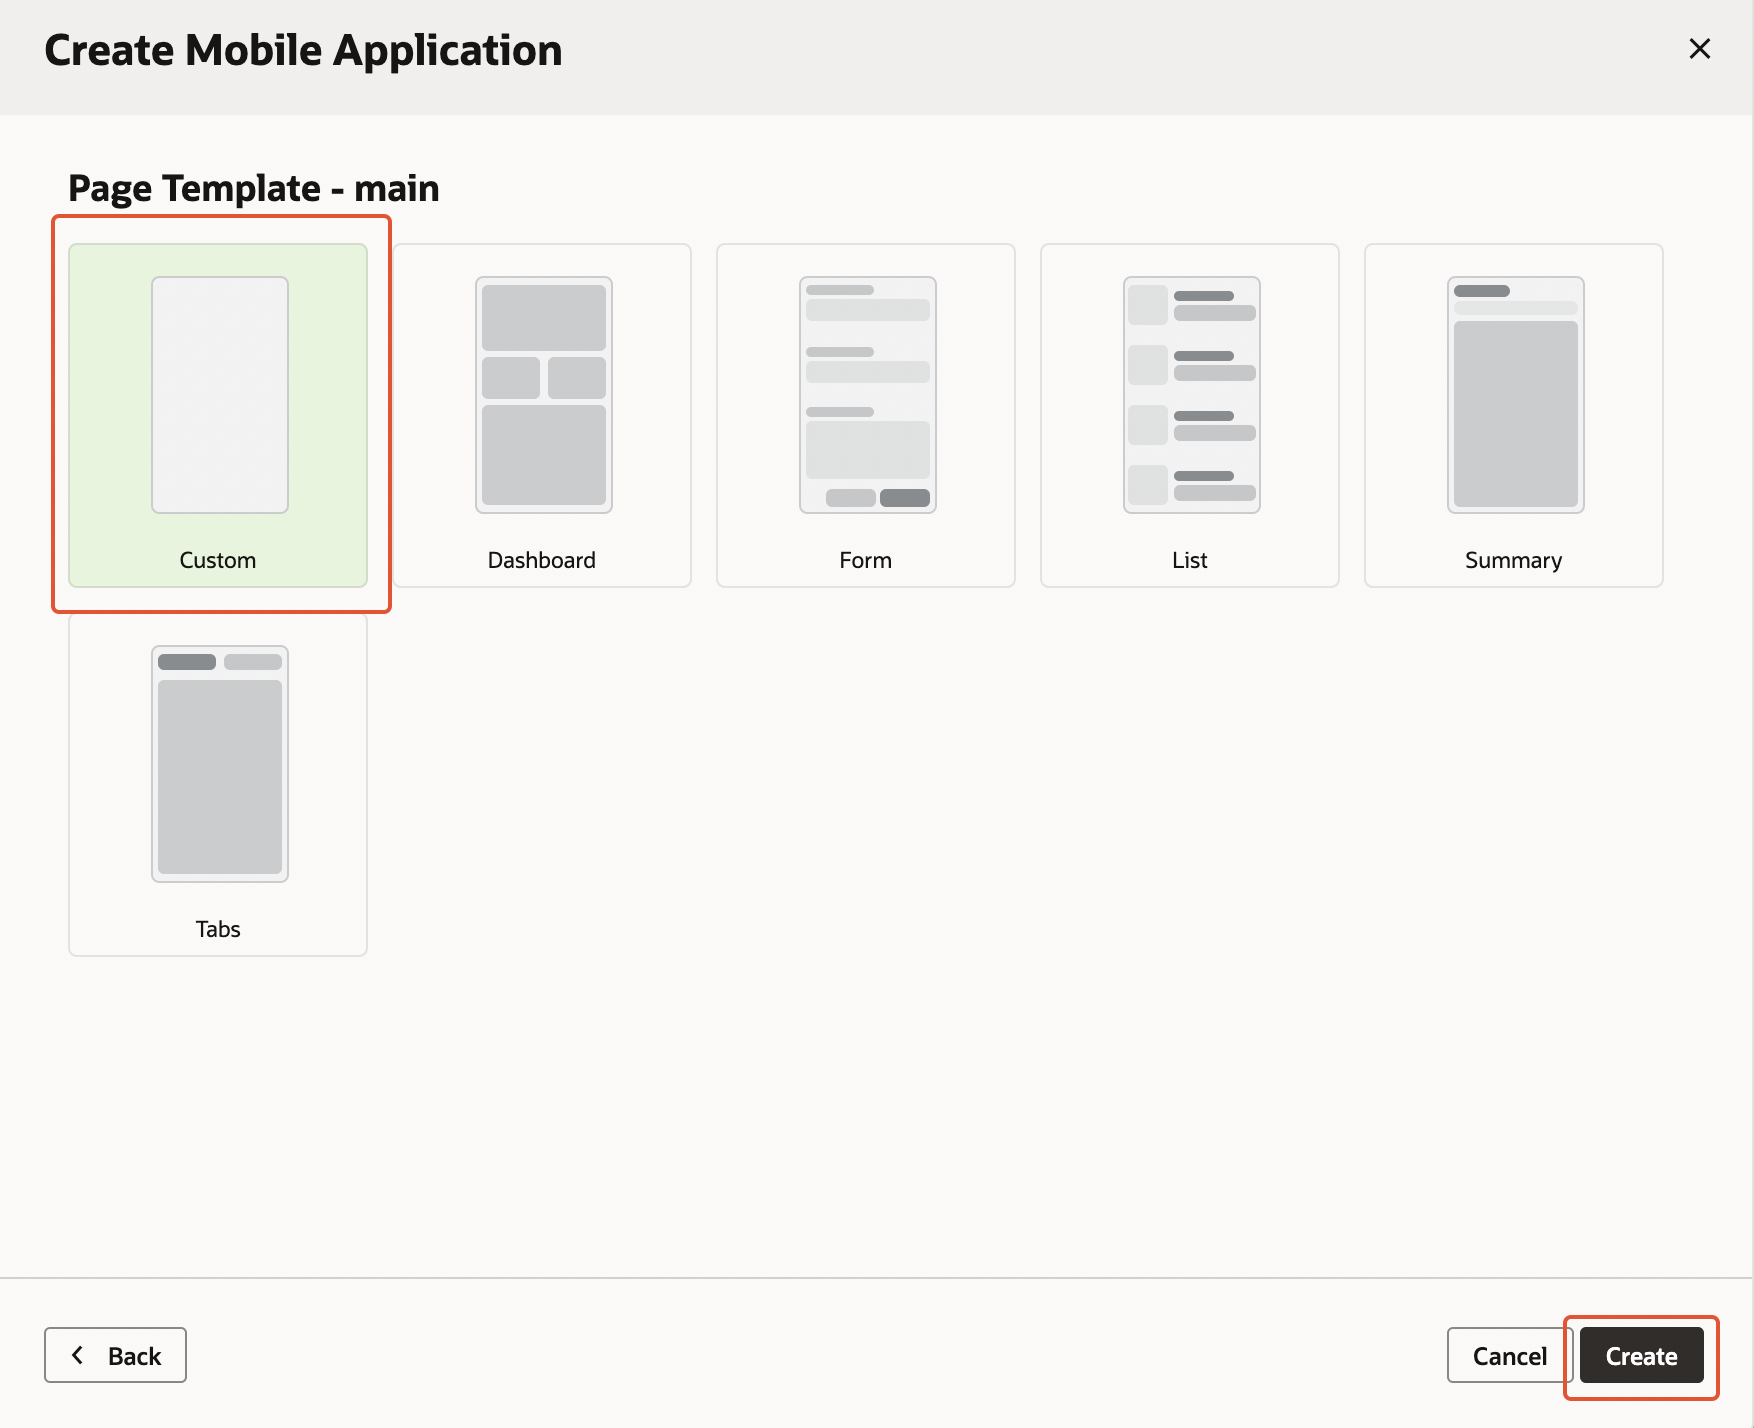 Create Mobile Application
Page Template - main
Custom
Dashboard
Form
List
Summary
Tabs
Back
Cancel
Create